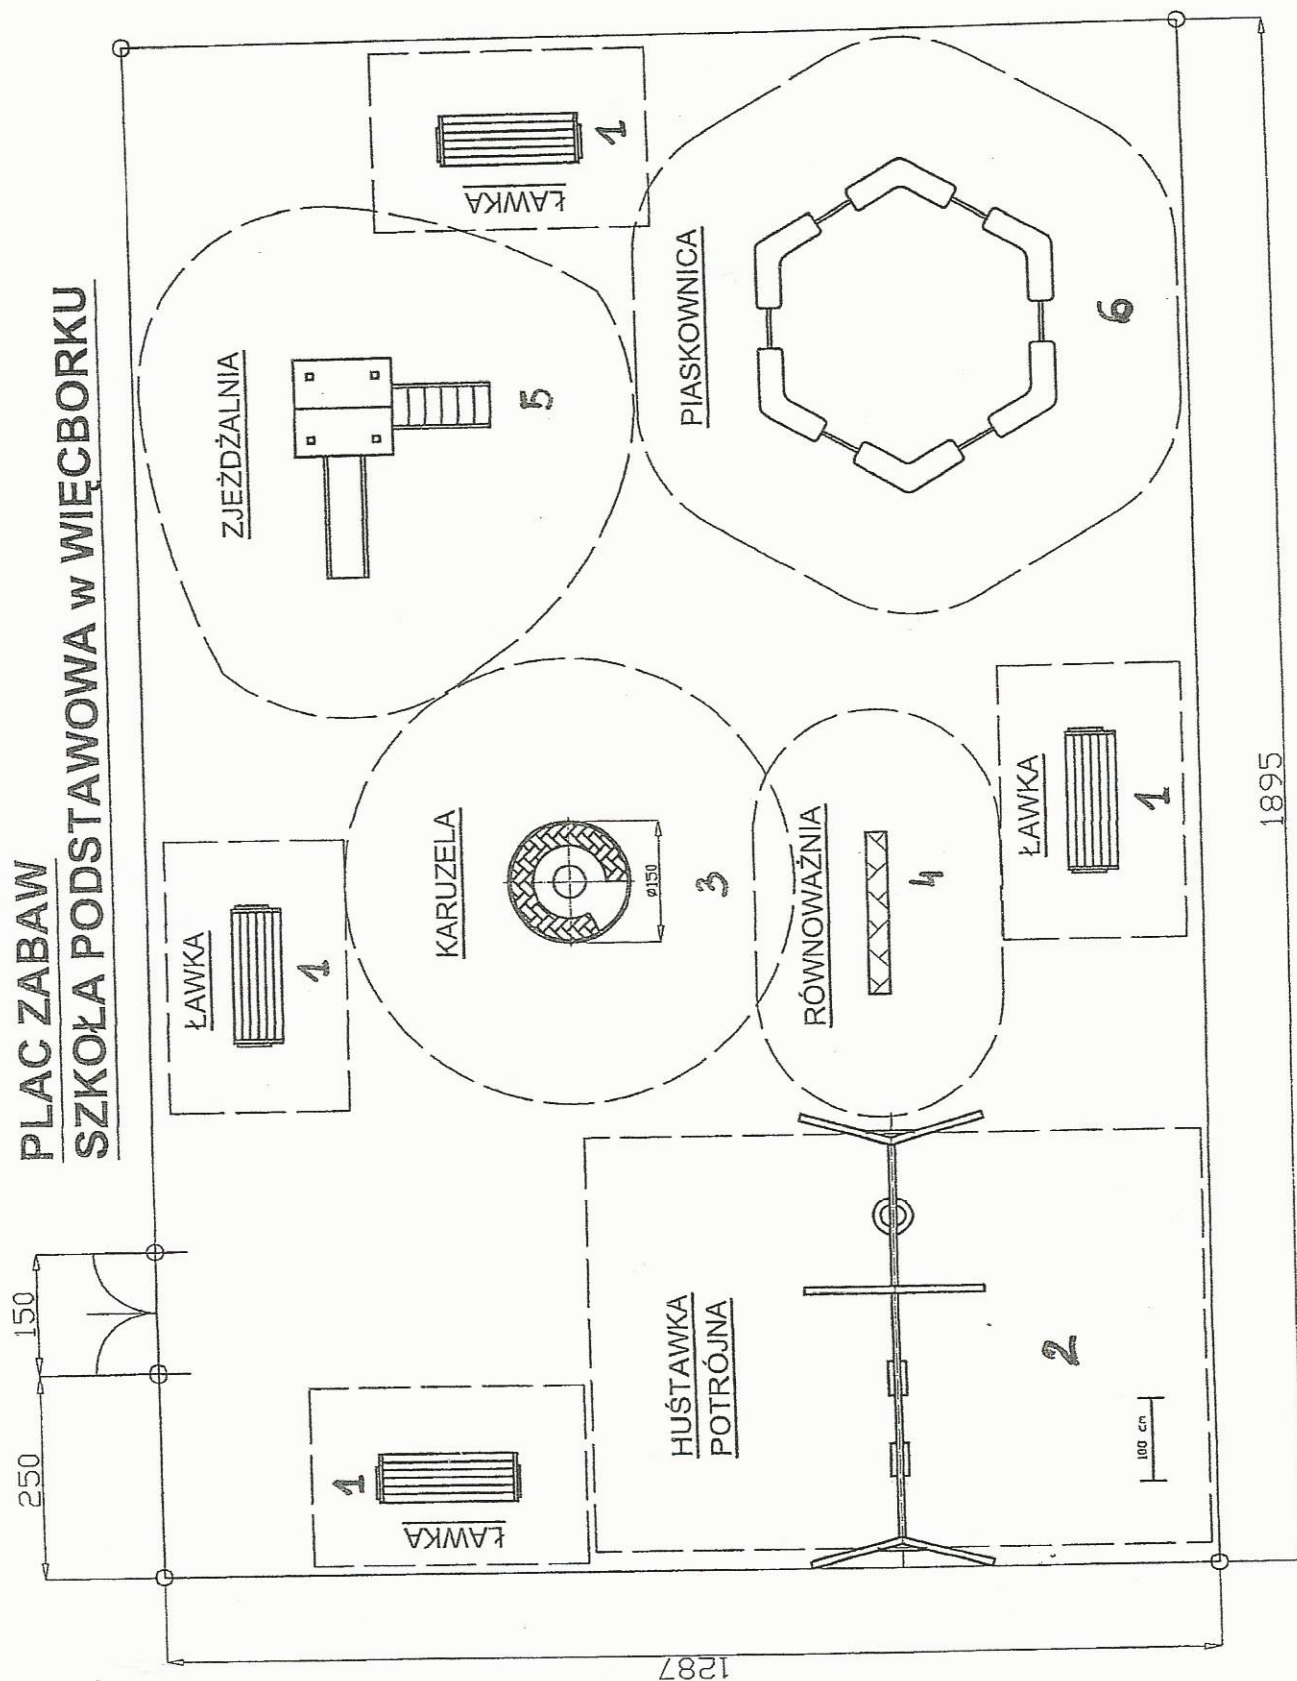 PLAC ZABAW
SZKOŁA PODSTAWOWA w WIĘCBORKU
250
150
ŁAWKA
1
ŁAWKA
1
ZJEŻDŻALNIA
5
ŁAWKA
1
KARUZELA
ø150
3
HUŚTAWKA
POTRÓJNA
2
100 cm
RÓWNOWAŻNIA
4
PIASKOWNICA
6
ŁAWKA
1
1287
1895